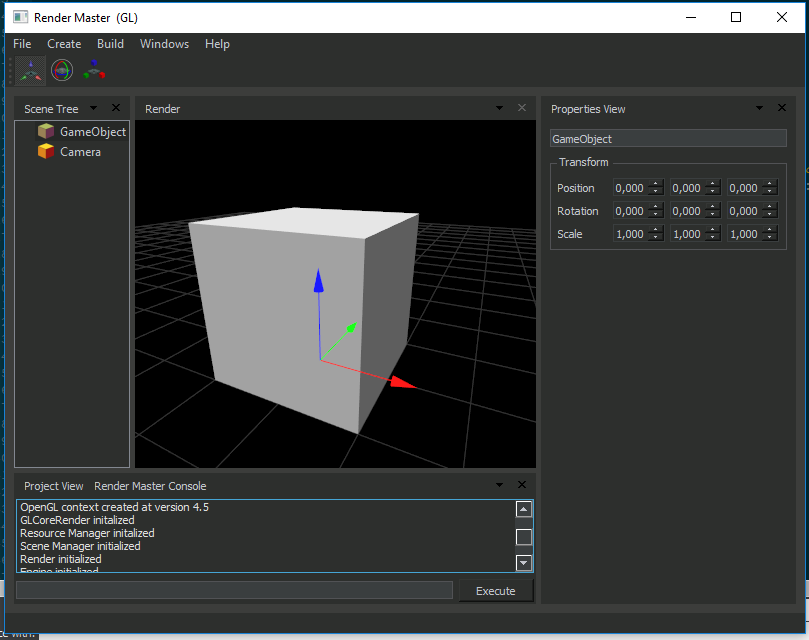 Render Master (GL)
File Create Build Windows Help
Scene Tree
GameObject
Camera
Render
Properties View
GameObject
Transform
Position 0,000 0,000 0,000
Rotation 0,000 0,000 0,000
Scale 1,000 1,000 1,000
Project View Render Master Console
OpenGL context created at version 4.5
GLCoreRender initalized
Resource Manager initalized
Scene Manager initialized
Render initialized
Engine initialized
Execute